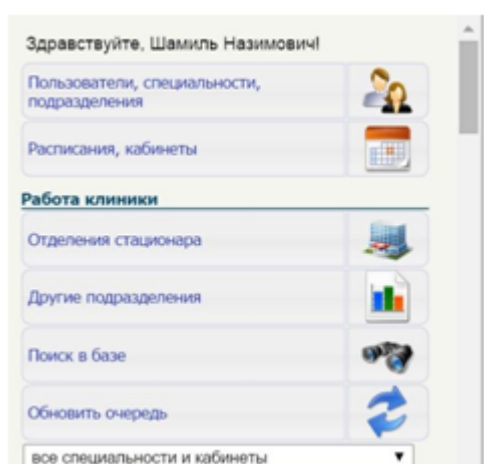 Здравствуйте, Шамиль Назимович!
Пользователи, специальности,
подразделения
Расписания, кабинеты
Работа клиники
Отделения стационара
Другие подразделения
Поиск в базе
Обновить очередь
все специальности и кабинеты